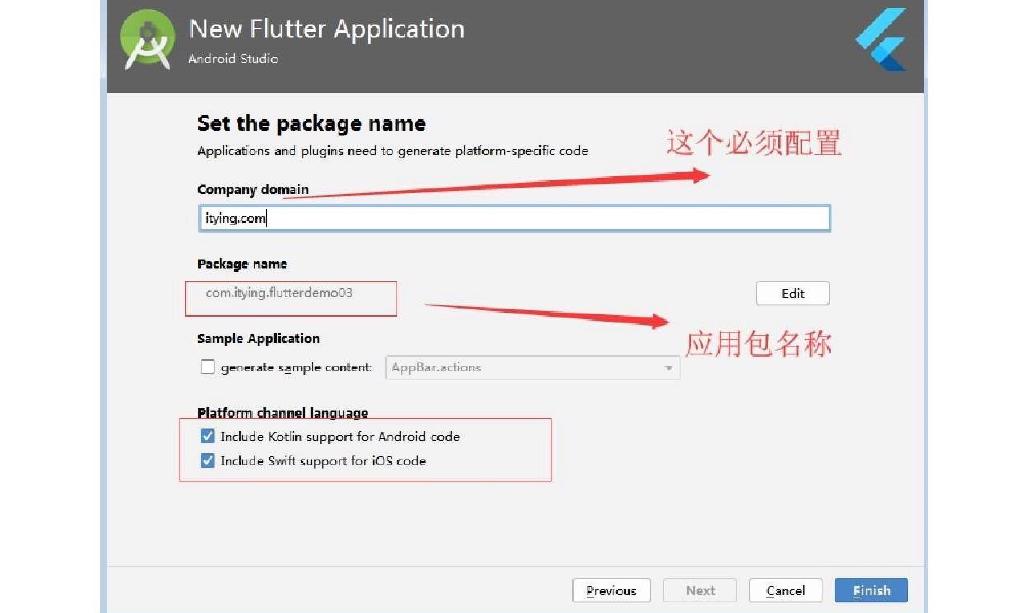 New Flutter Application
Android Studio
Set the package name
Applications and plugins need to generate platform-specific code
这个必须配置
Company domain
itying.com
Package name
com.itying.flutterdemo03
Edit
应用包名称
Sample Application
generate sample content:
AppBar.actions
Platform channel language
Include Kotlin support for Android code
Include Swift support for iOS code
Previous
Next
Cancel
Finish